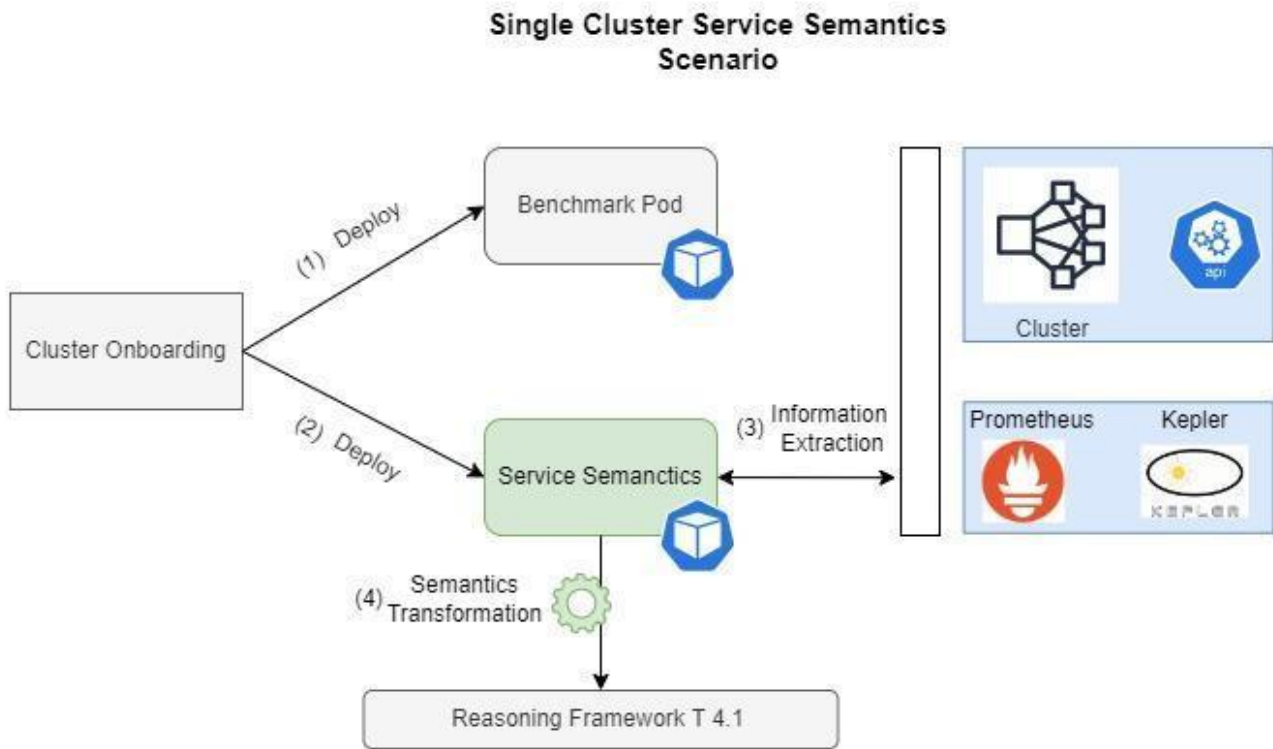 Single Cluster Service Semantics
Scenario
Benchmark Pod
(1) Deploy
api
Cluster
Cluster Onboarding
(2) Deploy
Service Semanctics
(3) Information
Extraction
Prometheus
Kepler
KEPLER
(4) Semantics
Transformation
Reasoning Framework T 4.1